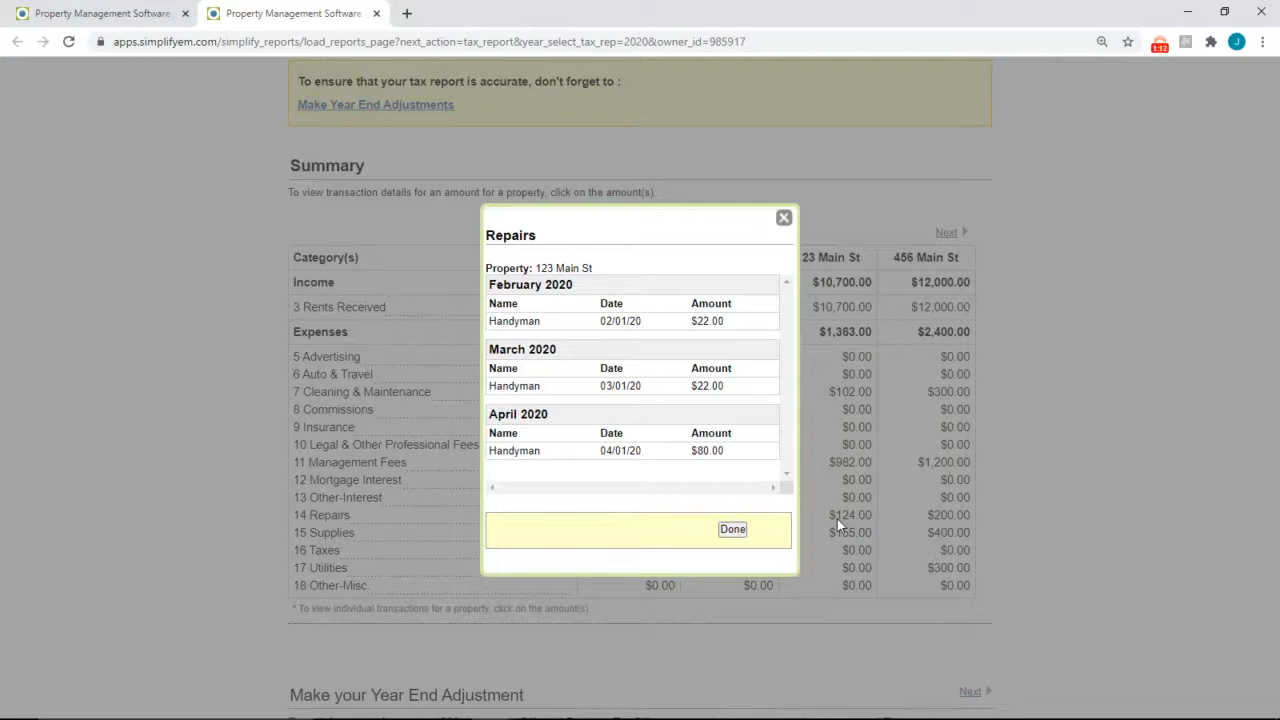 Property Management Software
Property Management Software
apps.simplifyem.com/simplify_reports/load_reports_page?next_action=tax_report&year_select_tax_rep=2020&owner_id=985917
1:12
J
To ensure that your tax report is accurate, don't forget to :
Make Year End Adjustments
Summary
To view transaction details for an amount for a property, click on the amount(s).
Next
Category(s) 23 Main St 456 Main St
Income $10,700.00 $12,000.00
3 Rents Received $10,700.00 $12,000.00
Expenses $1,363.00 $2,400.00
5 Advertising $0.00 $0.00
6 Auto & Travel $0.00 $0.00
7 Cleaning & Maintenance $102.00 $300.00
8 Commissions $0.00 $0.00
9 Insurance $0.00 $0.00
10 Legal & Other Professional Fees $0.00 $0.00
11 Management Fees $982.00 $1,200.00
12 Mortgage Interest $0.00 $0.00
13 Other-Interest $0.00 $0.00
14 Repairs $124.00 $200.00
15 Supplies $155.00 $400.00
16 Taxes $0.00 $0.00
17 Utilities $0.00 $300.00
18 Other-Misc. $0.00 $0.00 $0.00 $0.00
* To view individual transactions for a property, click on the amount(s)
Repairs
Property: 123 Main St
February 2020
Name Date Amount
Handyman 02/01/20 $22.00
March 2020
Name Date Amount
Handyman 03/01/20 $22.00
April 2020
Name Date Amount
Handyman 04/01/20 $80.00
Done
Make your Year End Adjustment
Next